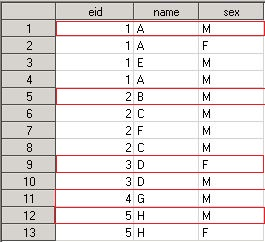 eid name sex
1 1 A M
2 1 A F
3 1 E M
4 1 A M
5 2 B M
6 2 C M
7 2 F M
8 2 C M
9 3 D F
10 3 D M
11 4 G M
12 5 H M
13 5 H F